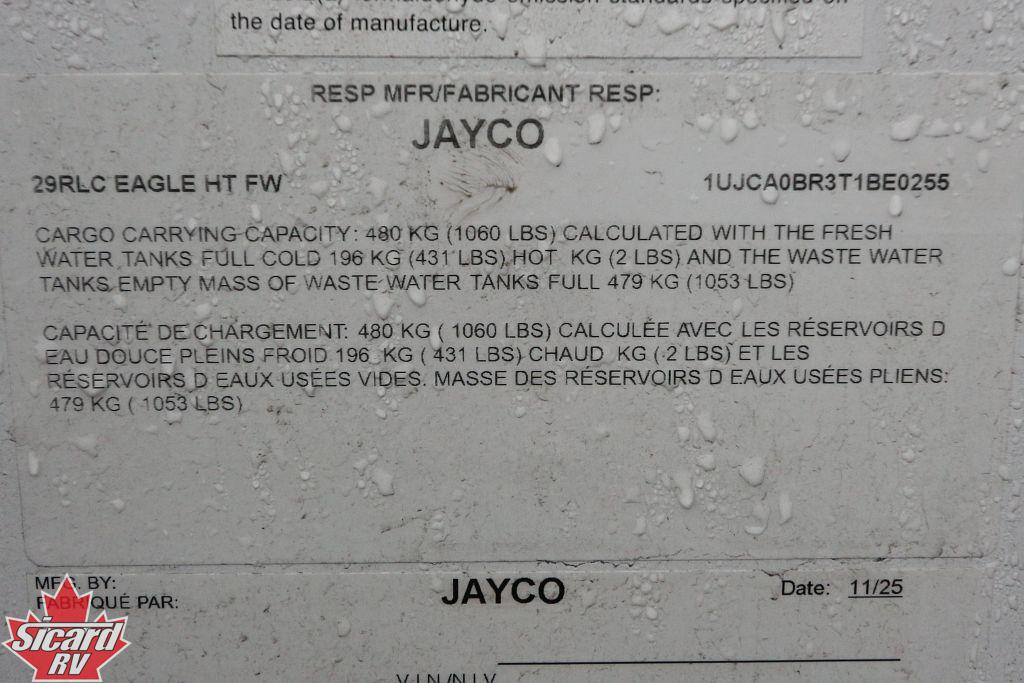 the date of manufacture.
RESP MFR/FABRICANT RESP:
JAYCO
29RLC EAGLE HT FW 1UJCA0BR3T1BE0255
CARGO CARRYING CAPACITY: 480 KG (1060 LBS) CALCULATED WITH THE FRESH
WATER TANKS FULL COLD 196 KG (431 LBS) HOT KG (2 LBS) AND THE WASTE WATER
TANKS EMPTY MASS OF WASTE WATER TANKS FULL 479 KG (1053 LBS)
CAPACITÉ DE CHARGEMENT: 480 KG ( 1060 LBS) CALCULÉE AVEC LES RÉSERVOIRS D
EAU DOUCE PLEINS FROID 196 KG ( 431 LBS) CHAUD KG ( 2 LBS) ET LES
RÉSERVOIRS D EAUX USÉES VIDES. MASSE DES RÉSERVOIRS D EAUX USÉES PLIENS:
479 KG ( 1053 LBS)
MFG. BY: JAYCO Date: 11/25
FABRIQUÉ PAR:
Sicard
RV
V.I.N./N.I.V.